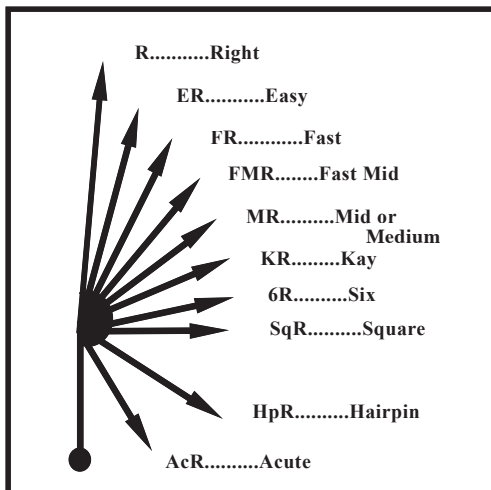 R...........Right
ER...........Easy
FR............Fast
FMR........Fast Mid
MR..........Mid or
Medium
KR.........Kay
6R..........Six
SqR..........Square
HpR..........Hairpin
AcR..........Acute